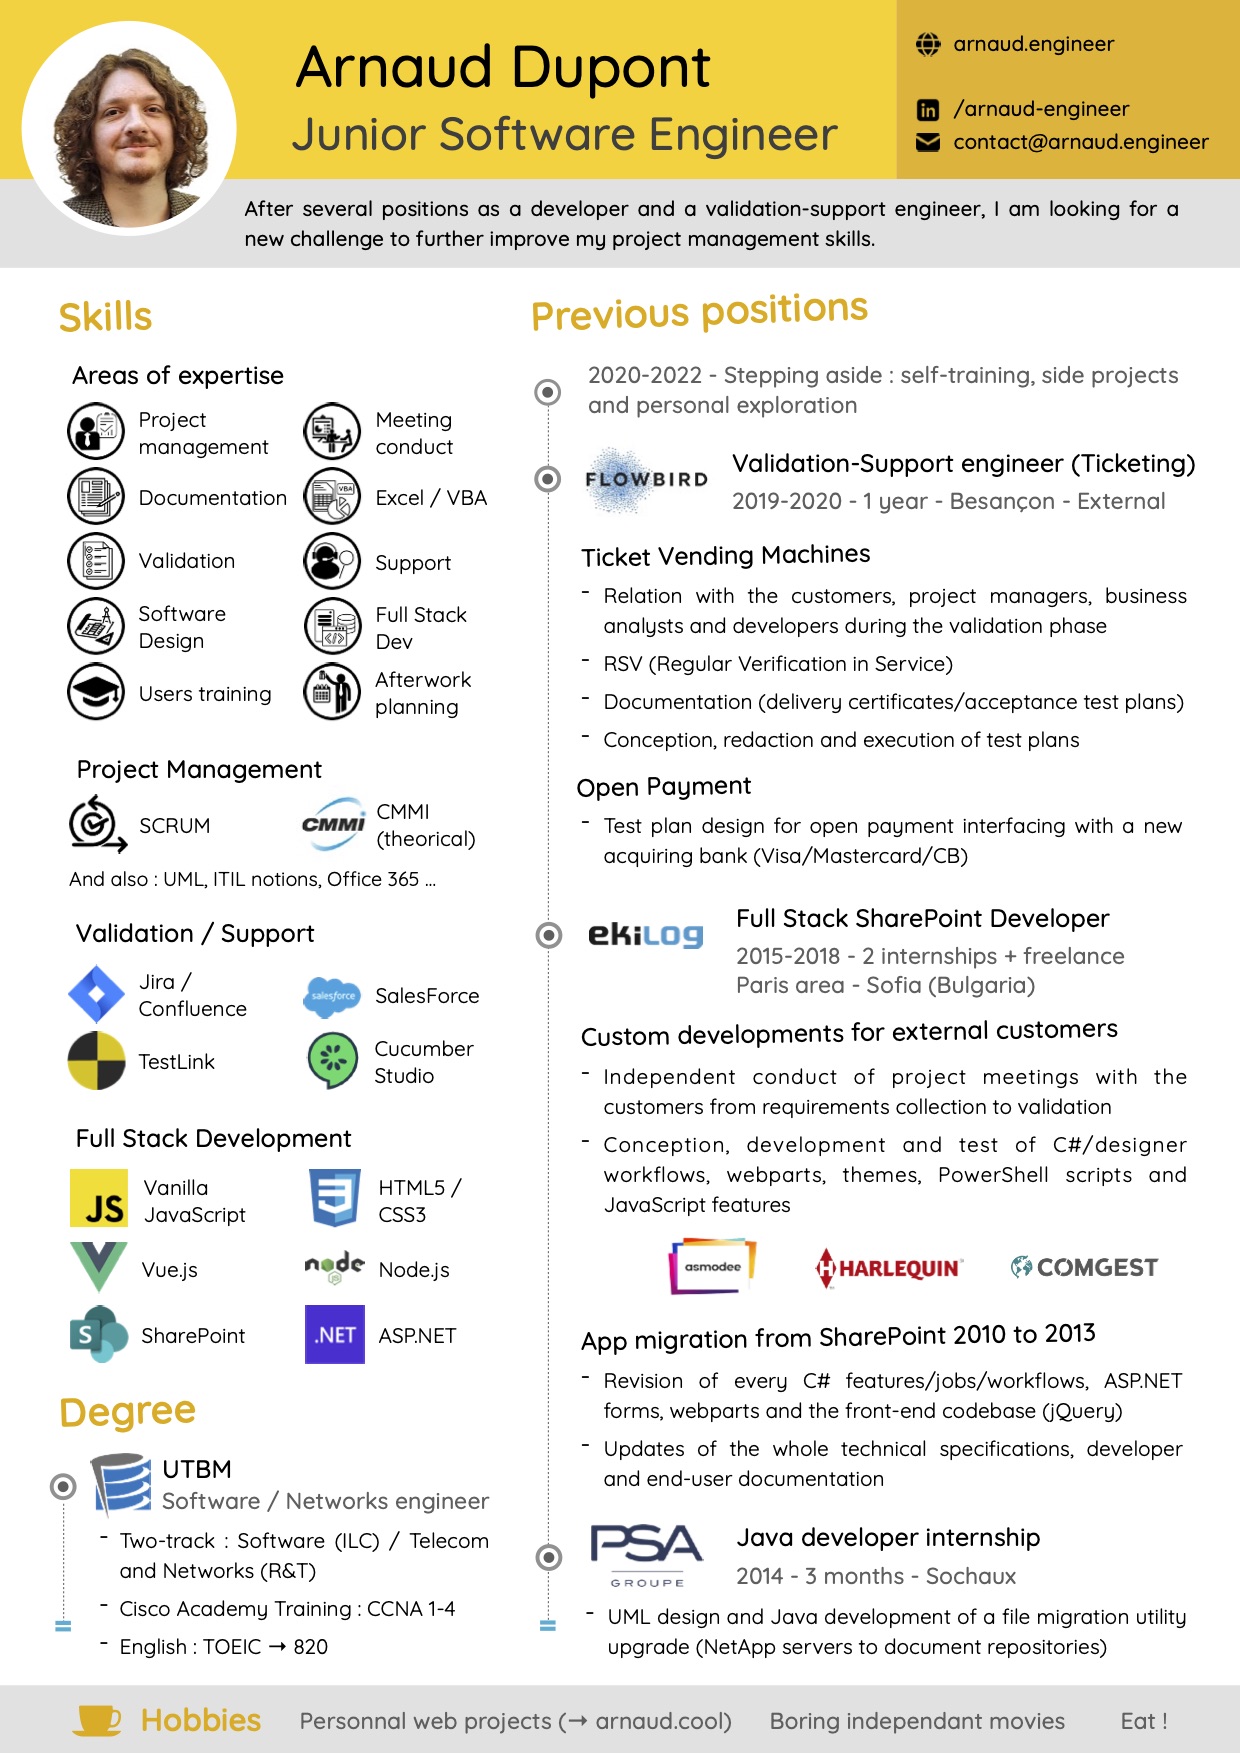 Arnaud Dupont
Junior Software Engineer
arnaud.engineer
/arnaud-engineer
contact@arnaud.engineer
After several positions as a developer and a validation-support engineer, I am looking for a
new challenge to further improve my project management skills.
Skills
Areas of expertise
Project
management
Meeting
conduct
Documentation
VBA
Excel / VBA
Validation
Support
Software
Design
Full Stack
Dev
Users training
Afterwork
planning
Project Management
SCRUM
CMMi
CMMI
(theorical)
And also : UML, ITIL notions, Office 365 ...
Validation / Support
Jira /
Confluence
salesforce
SalesForce
TestLink
Cucumber
Studio
Full Stack Development
JS
Vanilla
JavaScript
HTML5 /
CSS3
Vue.js
node
JS
Node.js
S
SharePoint
.NET
ASP.NET
Degree
UTBM
Software / Networks engineer
- Two-track : Software (ILC) / Telecom
and Networks (R&T)
- Cisco Academy Training : CCNA 1-4
- English : TOEIC → 820
Previous positions
2020-2022 - Stepping aside : self-training, side projects
and personal exploration
FLOWBIRD
Validation-Support engineer (Ticketing)
2019-2020 - 1 year - Besançon - External
Ticket Vending Machines
- Relation with the customers, project managers, business
analysts and developers during the validation phase
- RSV (Regular Verification in Service)
- Documentation (delivery certificates/acceptance test plans)
- Conception, redaction and execution of test plans
Open Payment
- Test plan design for open payment interfacing with a new
acquiring bank (Visa/Mastercard/CB)
ekiLog
Full Stack SharePoint Developer
2015-2018 - 2 internships + freelance
Paris area - Sofia (Bulgaria)
Custom developments for external customers
- Independent conduct of project meetings with the
customers from requirements collection to validation
- Conception, development and test of C#/designer
workflows, webparts, themes, PowerShell scripts and
JavaScript features
asmodee
HARLEQUIN
COMGEST
App migration from SharePoint 2010 to 2013
- Revision of every C# features/jobs/workflows, ASP.NET
forms, webparts and the front-end codebase (jQuery)
- Updates of the whole technical specifications, developer
and end-user documentation
PSA
GROUPE
Java developer internship
2014 - 3 months - Sochaux
- UML design and Java development of a file migration utility
upgrade (NetApp servers to document repositories)
Hobbies
Personnal web projects (→ arnaud.cool)
Boring independant movies
Eat !